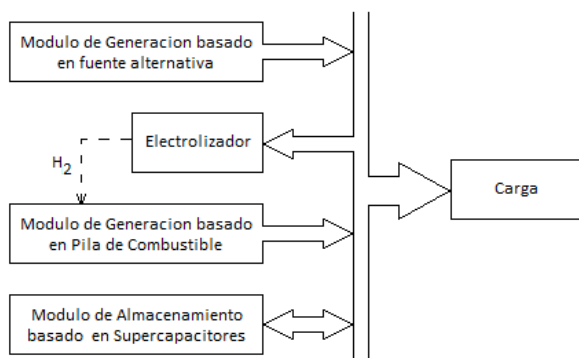 Modulo de Generacion basado
en fuente alternativa
Electrolizador
H2
Modulo de Generacion basado
en Pila de Combustible
Carga
Modulo de Almacenamiento
basado en Supercapacitores